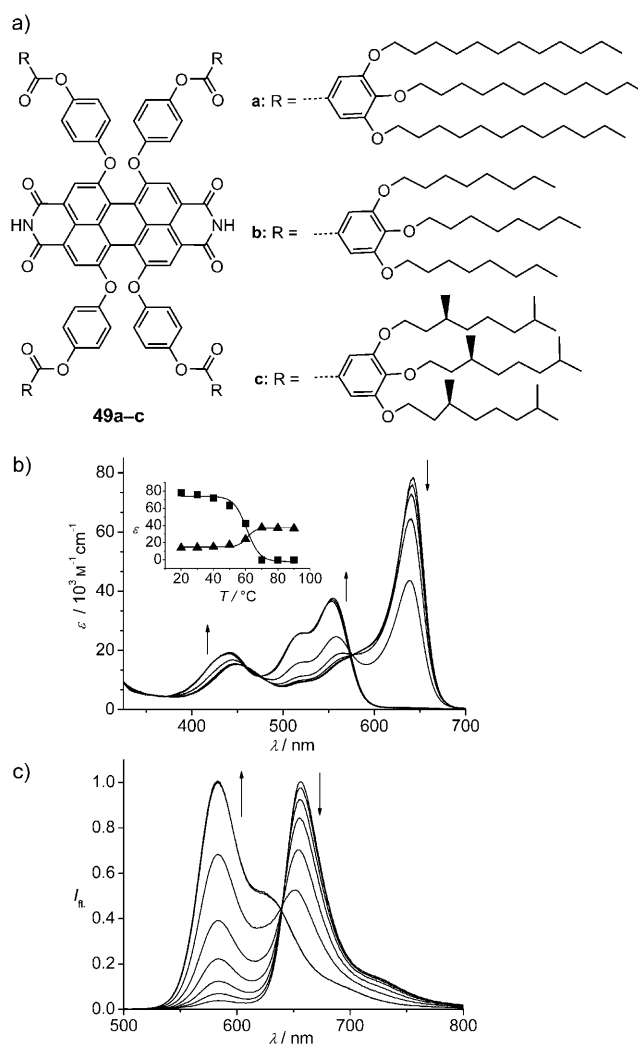 a)
R R
O O
O O
O O
O O
HN NH
O O
O O
O O
O O
R R
49a–c
a: R =
O
O
O
b: R =
O
O
O
c: R =
O
O
O
b)
ε / 10³ M⁻¹ cm⁻¹
80
60
40
20
0
400 500 600 700
λ / nm
ε
80
60
40
20
0
20 40 60 80 100
T / °C
c)
I fl.
1.0
0.8
0.6
0.4
0.2
0.0
500 600 700 800
λ / nm